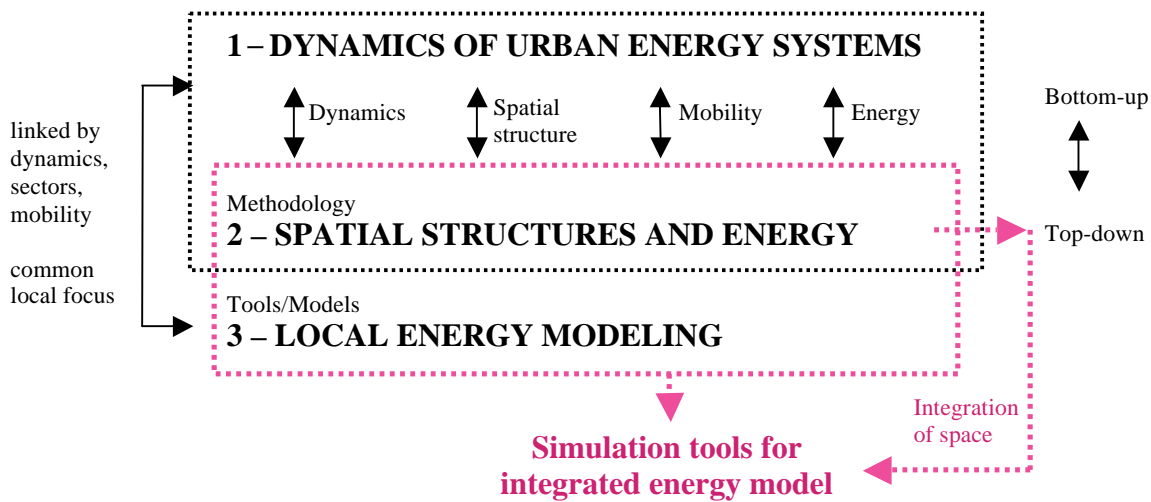 1 – DYNAMICS OF URBAN ENERGY SYSTEMS
Dynamics
Spatial
structure
Mobility
Energy
Bottom-up
Top-down
linked by
dynamics,
sectors,
mobility
common
local focus
Methodology
2 – SPATIAL STRUCTURES AND ENERGY
Tools/Models
3 – LOCAL ENERGY MODELING
Integration
of space
Simulation tools for
integrated energy model